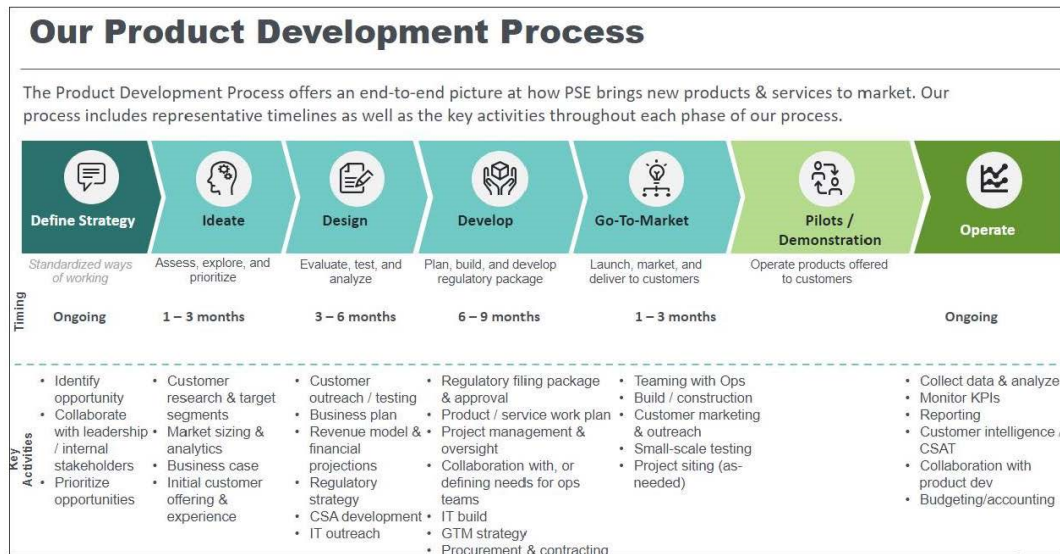 Our Product Development Process
The Product Development Process offers an end-to-end picture at how PSE brings new products & services to market. Our
process includes representative timelines as well as the key activities throughout each phase of our process.
Define Strategy
Ideate
Design
Develop
Go-To-Market
Pilots /
Demonstration
Operate
Standardized ways
of working
Assess, explore, and
prioritize
Evaluate, test, and
analyze
Plan, build, and develop
regulatory package
Launch, market, and
deliver to customers
Operate products offered
to customers
Timing
Ongoing
1 – 3 months
3 – 6 months
6 – 9 months
1 – 3 months
Ongoing
Key
Activities
• Identify
opportunity
• Collaborate
with leadership
/ internal
stakeholders
• Prioritize
opportunities
• Customer
research & target
segments
• Market sizing &
analytics
• Business case
• Initial customer
offering &
experience
• Customer
outreach / testing
• Business plan
• Revenue model &
financial
projections
• Regulatory
strategy
• CSA development
• IT outreach
• Regulatory filing package
& approval
• Product / service work plan
• Project management &
oversight
• Collaboration with, or
defining needs for ops
teams
• IT build
• GTM strategy
• Procurement & contracting
• Teaming with Ops
• Build / construction
• Customer marketing
& outreach
• Small-scale testing
• Project siting (as-
needed)
• Collect data & analyze
• Monitor KPIs
• Reporting
• Customer intelligence /
CSAT
• Collaboration with
product dev
• Budgeting/accounting